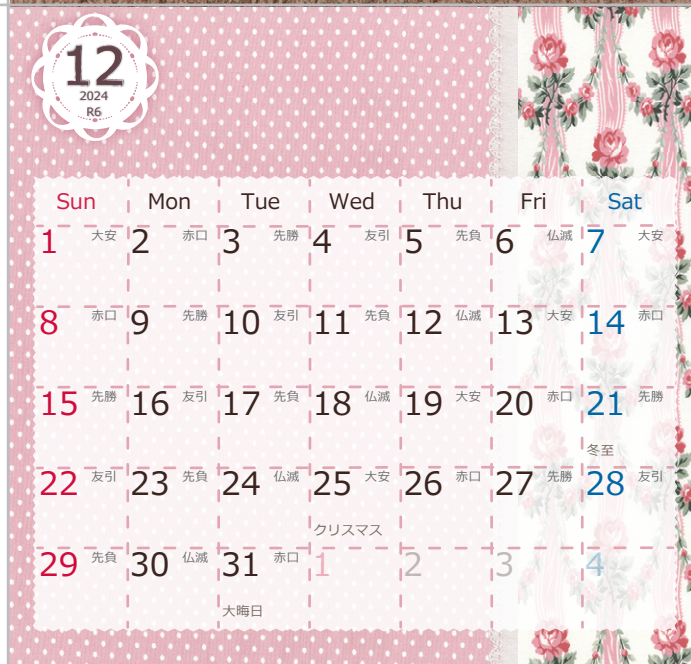 12
2024
R6
Sun Mon Tue Wed Thu Fri Sat
1 大安 2 赤口 3 先勝 4 友引 5 先負 6 仏滅 7 大安
8 赤口 9 先勝 10 友引 11 先負 12 仏滅 13 大安 14 赤口
15 先勝 16 友引 17 先負 18 仏滅 19 大安 20 赤口 21 先勝
冬至
22 友引 23 先負 24 仏滅 25 大安 26 赤口 27 先勝 28 友引
クリスマス
29 先負 30 仏滅 31 赤口 1 2 3 4
大晦日